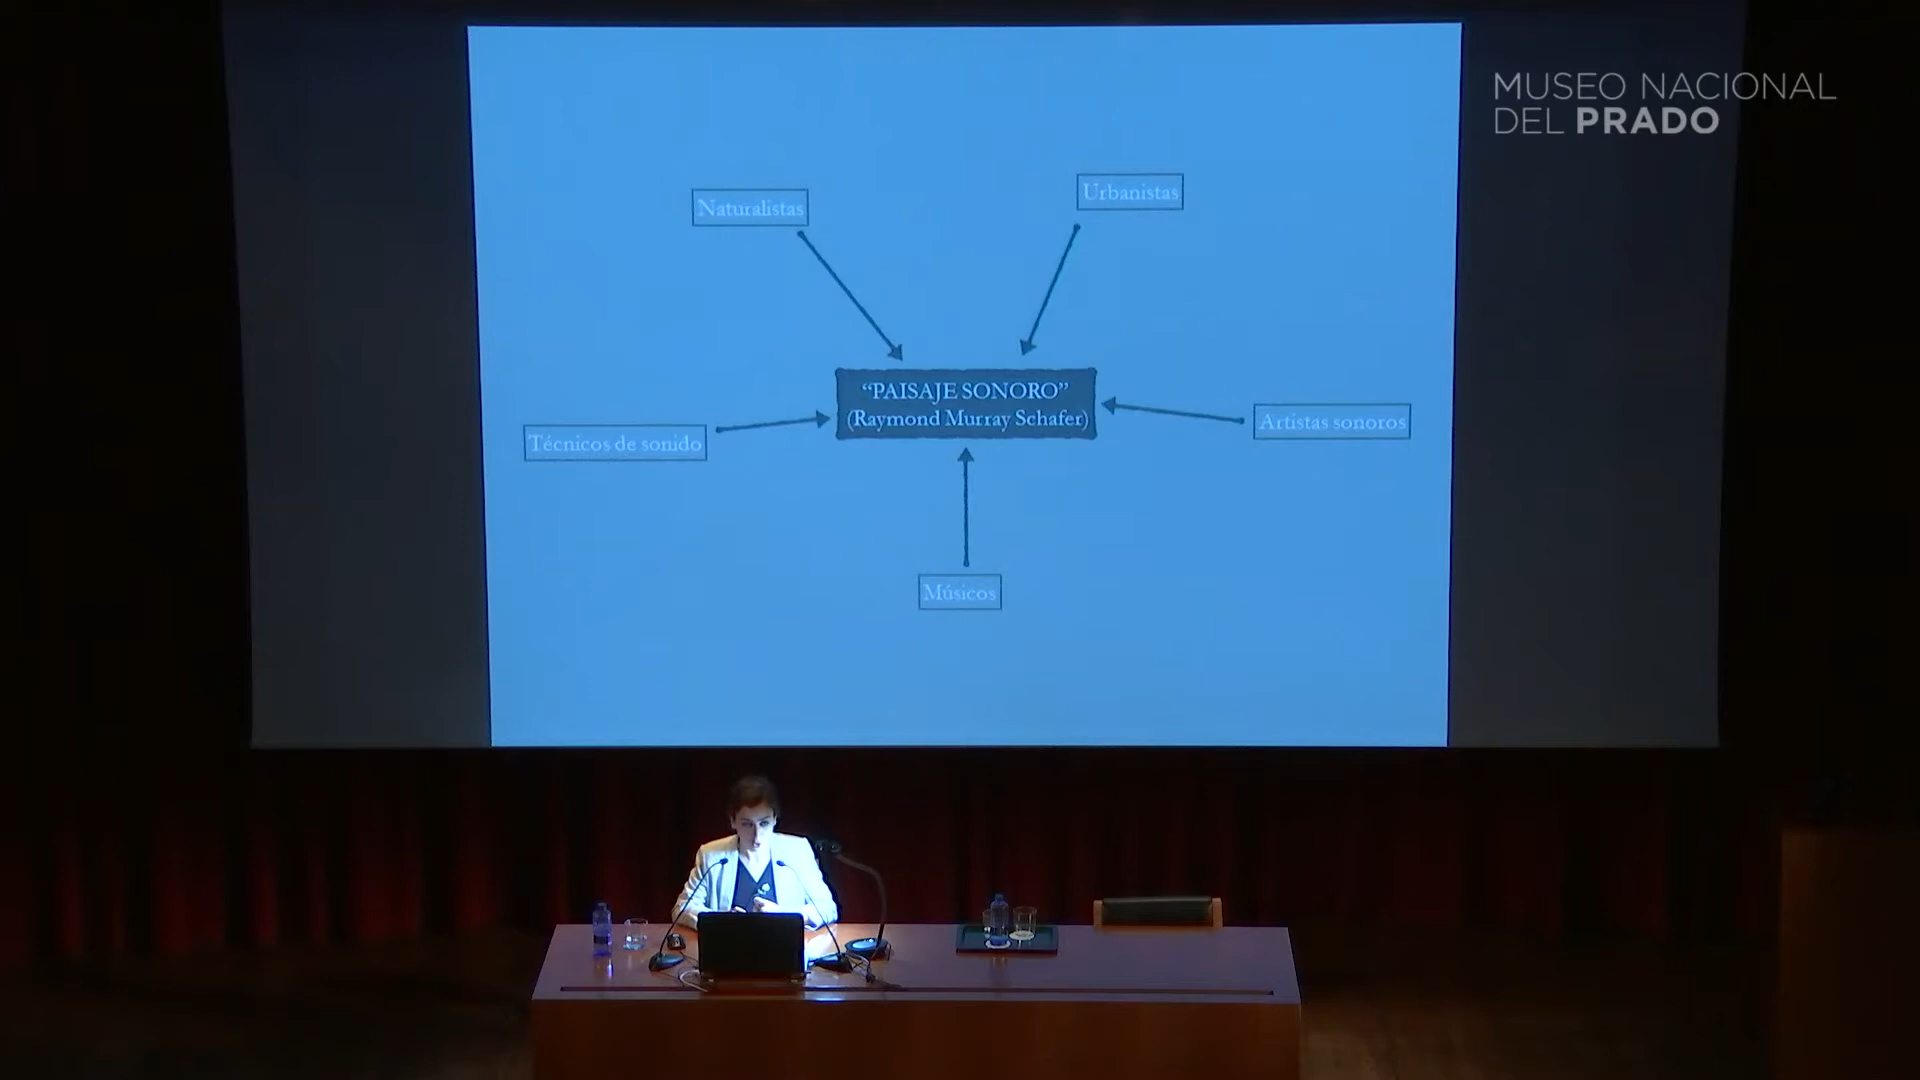 MUSEO NACIONAL
DEL PRADO
Naturalistas
Urbanistas
“PAISAJE SONORO”
(Raymond Murray Schafer)
Técnicos de sonido
Artistas sonoros
Músicos